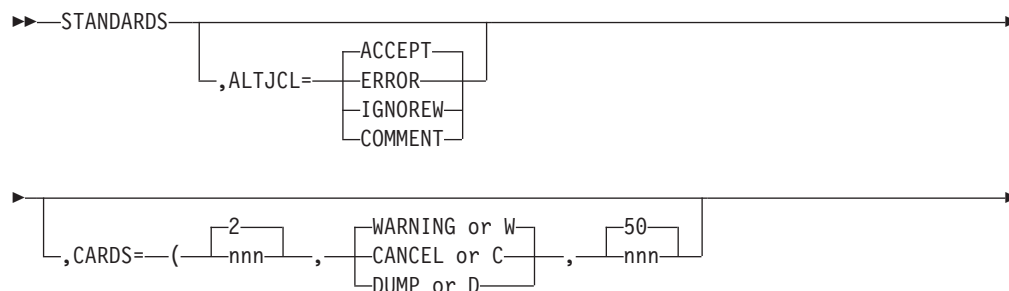 STANDARDS
,ALTJCL=
ACCEPT
ERROR
IGNOREW
COMMENT
,CARDS=
(
2
nnn
,
WARNING or W
CANCEL or C
DUMP or D
,
50
nnn